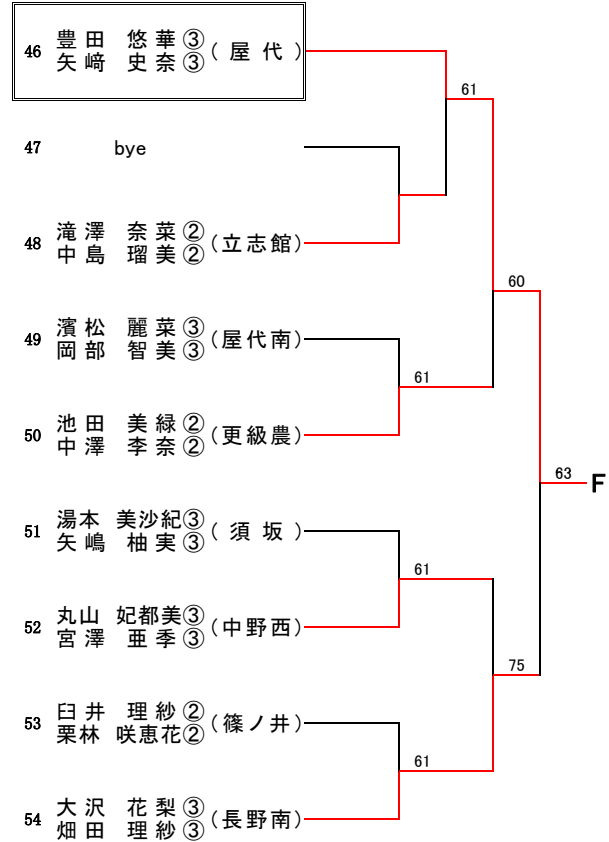 46 豊田 悠華③ (屋代)
矢﨑 史奈③
61
47 bye
48 滝澤 奈菜② (立志館)
中島 瑠美②
60
49 濱松 麗菜③ (屋代南)
岡部 智美③
61
50 池田 美緑② (更級農)
中澤 李奈②
63 F
51 湯本 美沙紀③ (須坂)
矢嶋 柚実③
61
52 丸山 妃都美③ (中野西)
宮澤 亜季③
75
53 臼井 理紗② (篠ノ井)
栗林 咲恵花②
61
54 大沢 花梨③ (長野南)
畑田 理紗③